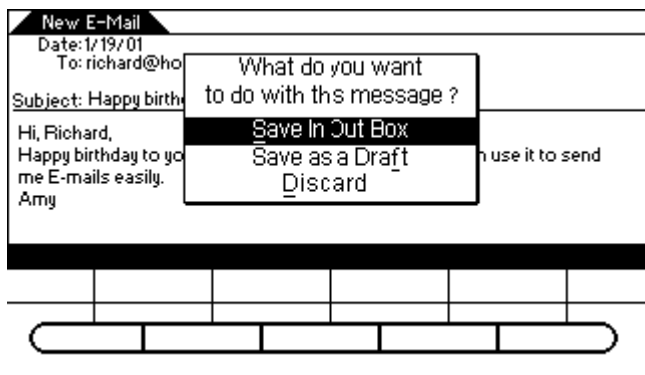 New E-Mail
Date:1/19/01
To: richard@ho
Subject: Happy birth
Hi, Richard,
Happy birthday to yo n use it to send
me E-mails easily.
Amy
What do you want
to do with this message ?
Save In Out Box
Save as a Draft
Discard